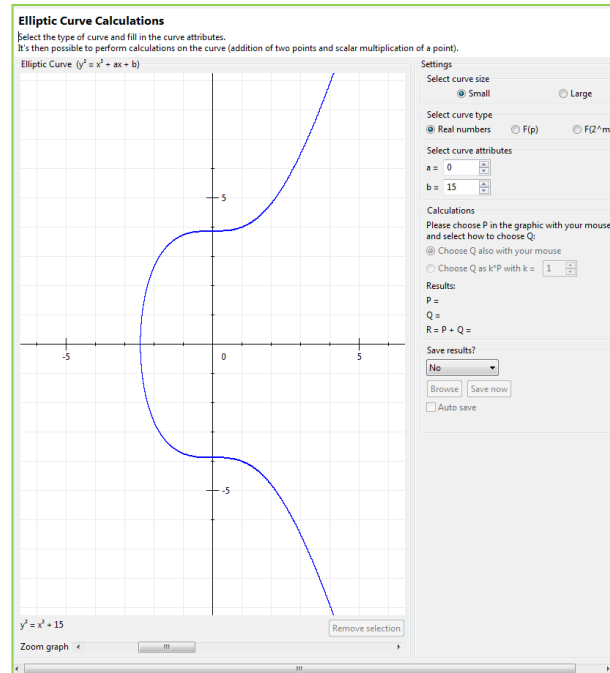 Elliptic Curve Calculations
Select the type of curve and fill in the curve attributes.
It's then possible to perform calculations on the curve (addition of two points and scalar multiplication of a point).
Elliptic Curve (y² = x³ + ax + b)
5
-5
0
5
-5
y² = x³ + 15
Remove selection
Zoom graph
Settings
Select curve size
Small Large
Select curve type
Real numbers F(p) F(2^m
Select curve attributes
a = 0
b = 15
Calculations
Please choose P in the graphic with your mouse
and select how to choose Q:
Choose Q also with your mouse
Choose Q as k*P with k = 1
Results:
P =
Q =
R = P + Q =
Save results?
No
Browse Save now
Auto save